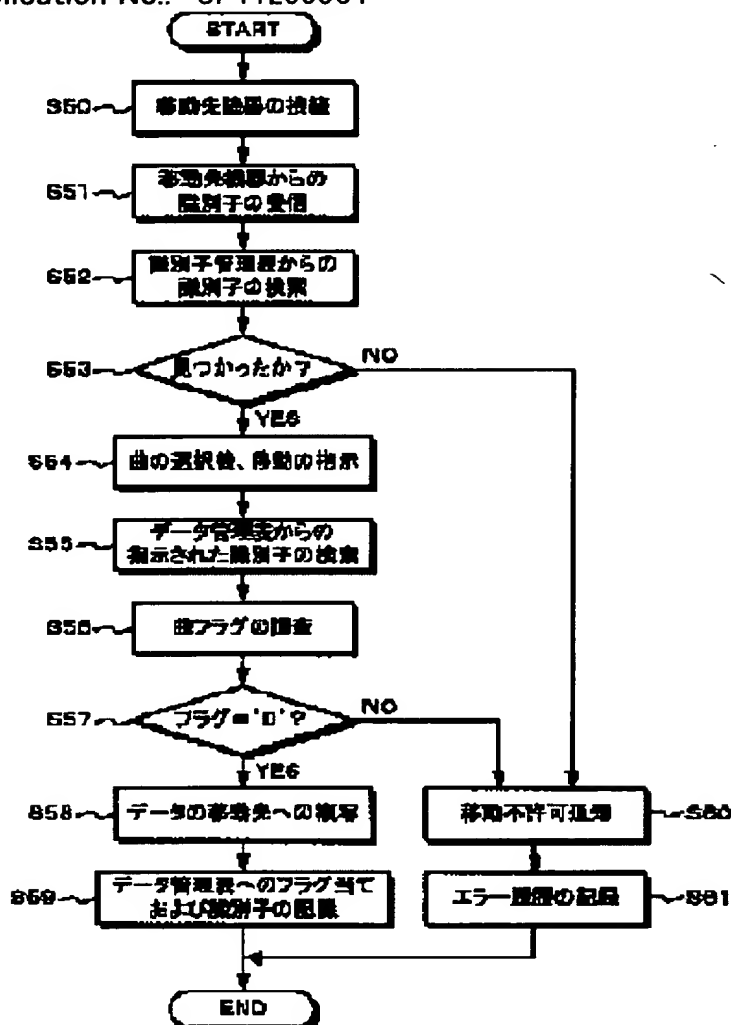 START
S50
移動先機器の接続
S51
移動先機器からの
識別子の受信
S52
識別子管理表からの
識別子の検索
S53
見つかったか?
NO
YES
S54
曲の選択後、移動の指示
S55
データ管理表からの
指示された識別子の検索
S56
曲フラグの調査
S57
フラグ='0'?
NO
YES
S58
データの移動先への複写
移動不許可通知
S60
S59
データ管理表へのフラグ当て
および識別子の記録
エラー履歴の記録
S61
END